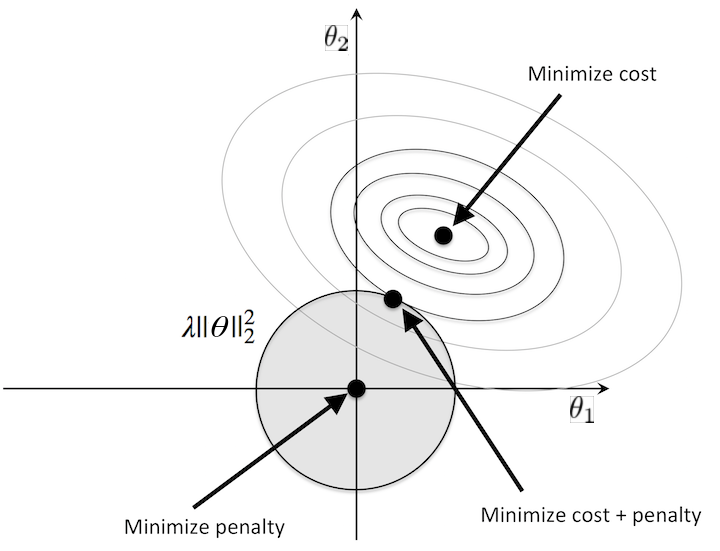 θ₂
Minimize cost
λ||θ||₂²
θ₁
Minimize cost + penalty
Minimize penalty